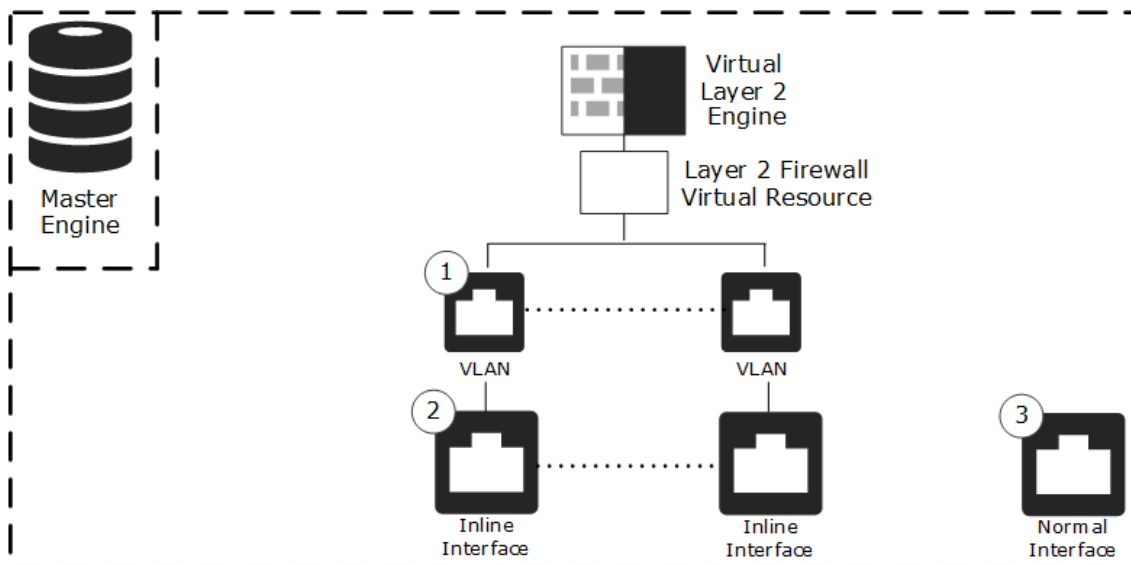 Master
Engine
Virtual
Layer 2
Engine
Layer 2 Firewall
Virtual Resource
1
VLAN
VLAN
2
3
Inline
Interface
Inline
Interface
Normal
Interface